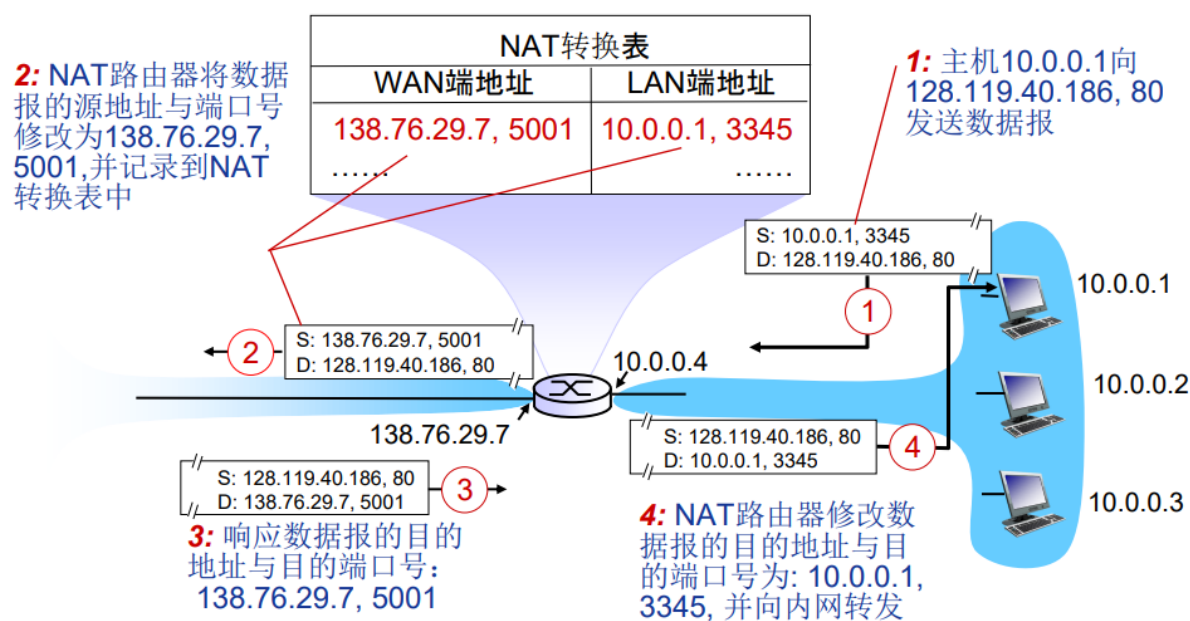 NAT转换表
WAN端地址 LAN端地址
138.76.29.7, 5001 10.0.0.1, 3345
…… ……
2: NAT路由器将数据
报的源地址与端口号
修改为138.76.29.7,
5001,并记录到NAT
转换表中
1: 主机10.0.0.1向
128.119.40.186, 80
发送数据报
S: 10.0.0.1, 3345
D: 128.119.40.186, 80
1
10.0.0.1
S: 138.76.29.7, 5001
D: 128.119.40.186, 80
2
10.0.0.4
10.0.0.2
138.76.29.7
S: 128.119.40.186, 80
D: 10.0.0.1, 3345
4
S: 128.119.40.186, 80
D: 138.76.29.7, 5001
3
10.0.0.3
3: 响应数据报的目的
地址与目的端口号：
138.76.29.7, 5001
4: NAT路由器修改数
据报的目的地址与目
的端口号为: 10.0.0.1,
3345, 并向内网转发